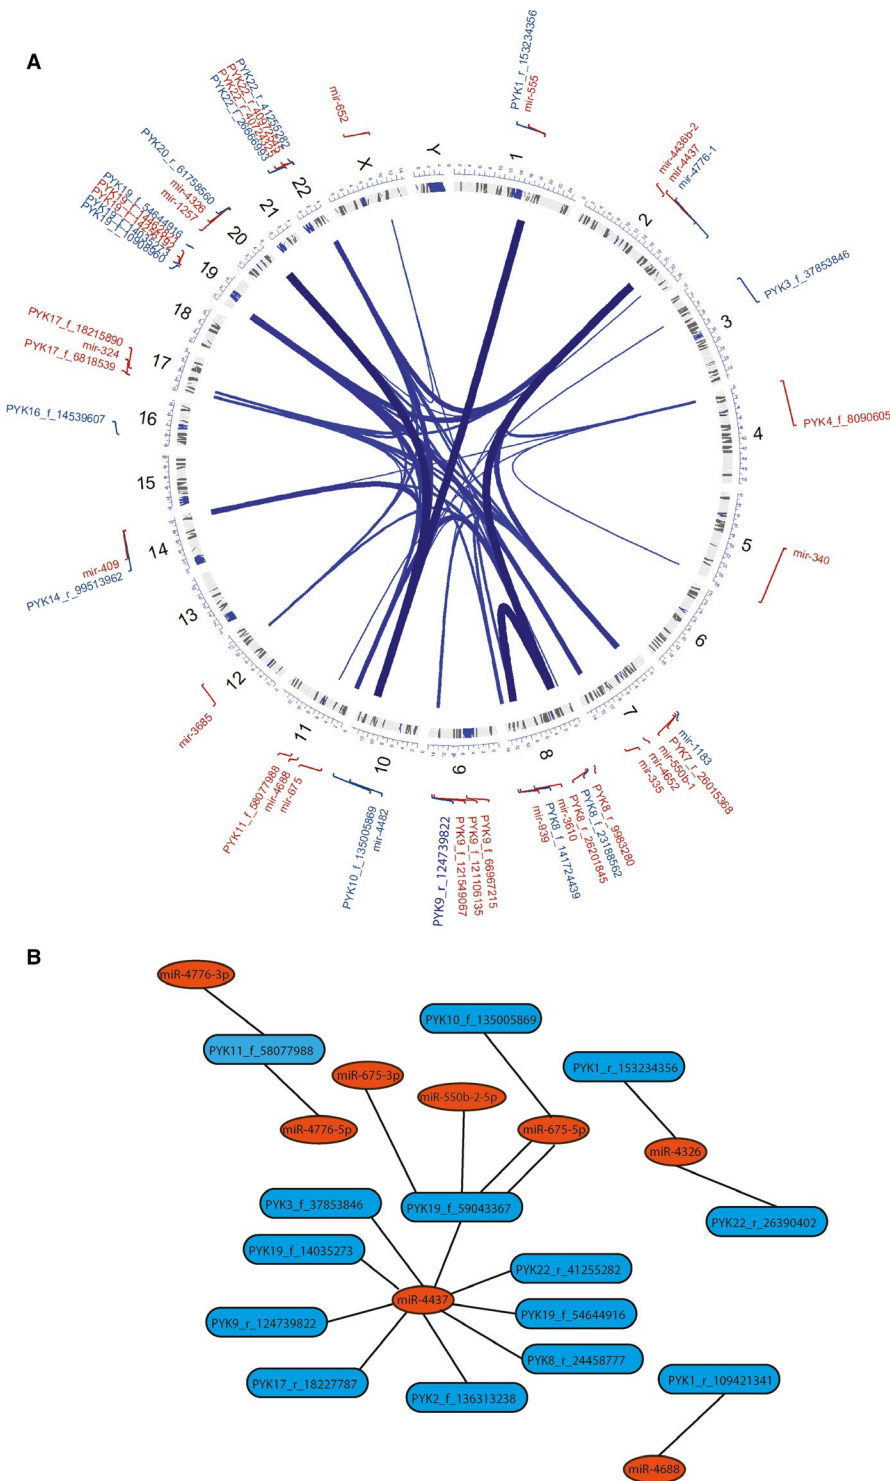 A
PYK1_r_153234356
mir-555
mir-4436b-2
mir-4437
mir-4776-1
PYK3_f_37853846
PYK4_f_8090605
mir-340
mir-1183
PYK7_r_26015368
mir-550b-1
mir-4652
mir-335
PYK8_r_9963280
PYK8_f_23188562
PYK8_r_26201845
mir-3610
PYK8_f_141724439
mir-939
PYK9_f_66967215
PYK9_f_121106135
PYK9_f_121549067
PYK9_r_124739822
mir-4482
PYK10_f_135005869
mir-675
mir-4688
PYK11_f_58077988
mir-3685
PYK14_r_99513962
mir-409
PYK16_f_14539607
PYK17_f_6818539
mir-324
PYK17_f_18215890
PYK19_f_10908960
PYK19_f_14035273
PYK19_f_54644916
mir-1257
mir-4326
PYK20_r_61758560
PYK22_f_26666993
PYK22_r_41255282
mir-652
1
2
3
4
5
6
7
8
9
10
11
12
13
14
15
16
17
18
19
20
21
22
X
Y
B
miR-4776-3p
PYK10_f_135005869
PYK11_f_58077988
PYK1_r_153234356
miR-675-3p
miR-550b-2-5p
miR-4776-5p
miR-675-5p
miR-4326
PYK3_f_37853846
PYK19_f_59043367
PYK22_r_26390402
PYK19_f_14035273
PYK22_r_41255282
miR-4437
PYK19_f_54644916
PYK9_r_124739822
PYK8_r_24458777
PYK17_r_18227787
PYK2_f_136313238
PYK1_r_109421341
miR-4688